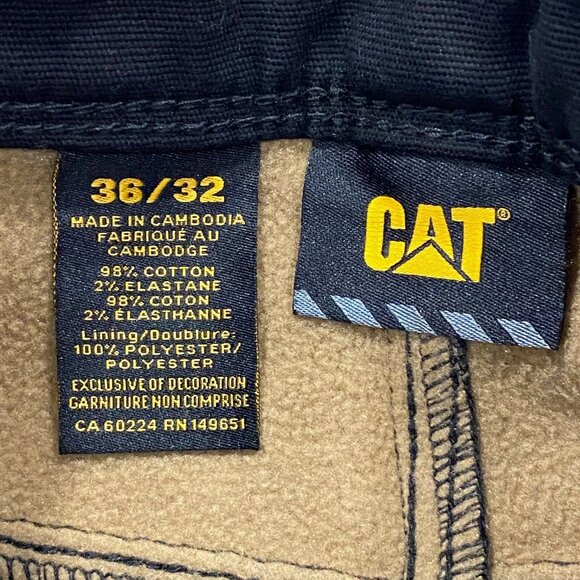 36/32
MADE IN CAMBODIA
FABRIQUÉ AU
CAMBODGE
98% COTTON
2% ELASTANE
98% COTON
2% ÉLASTHANNE
Lining/Doublure:
100% POLYESTER/
POLYESTER
EXCLUSIVE OF DECORATION
GARNITURE NON COMPRISE
CA 60224 RN 149651
CAT®